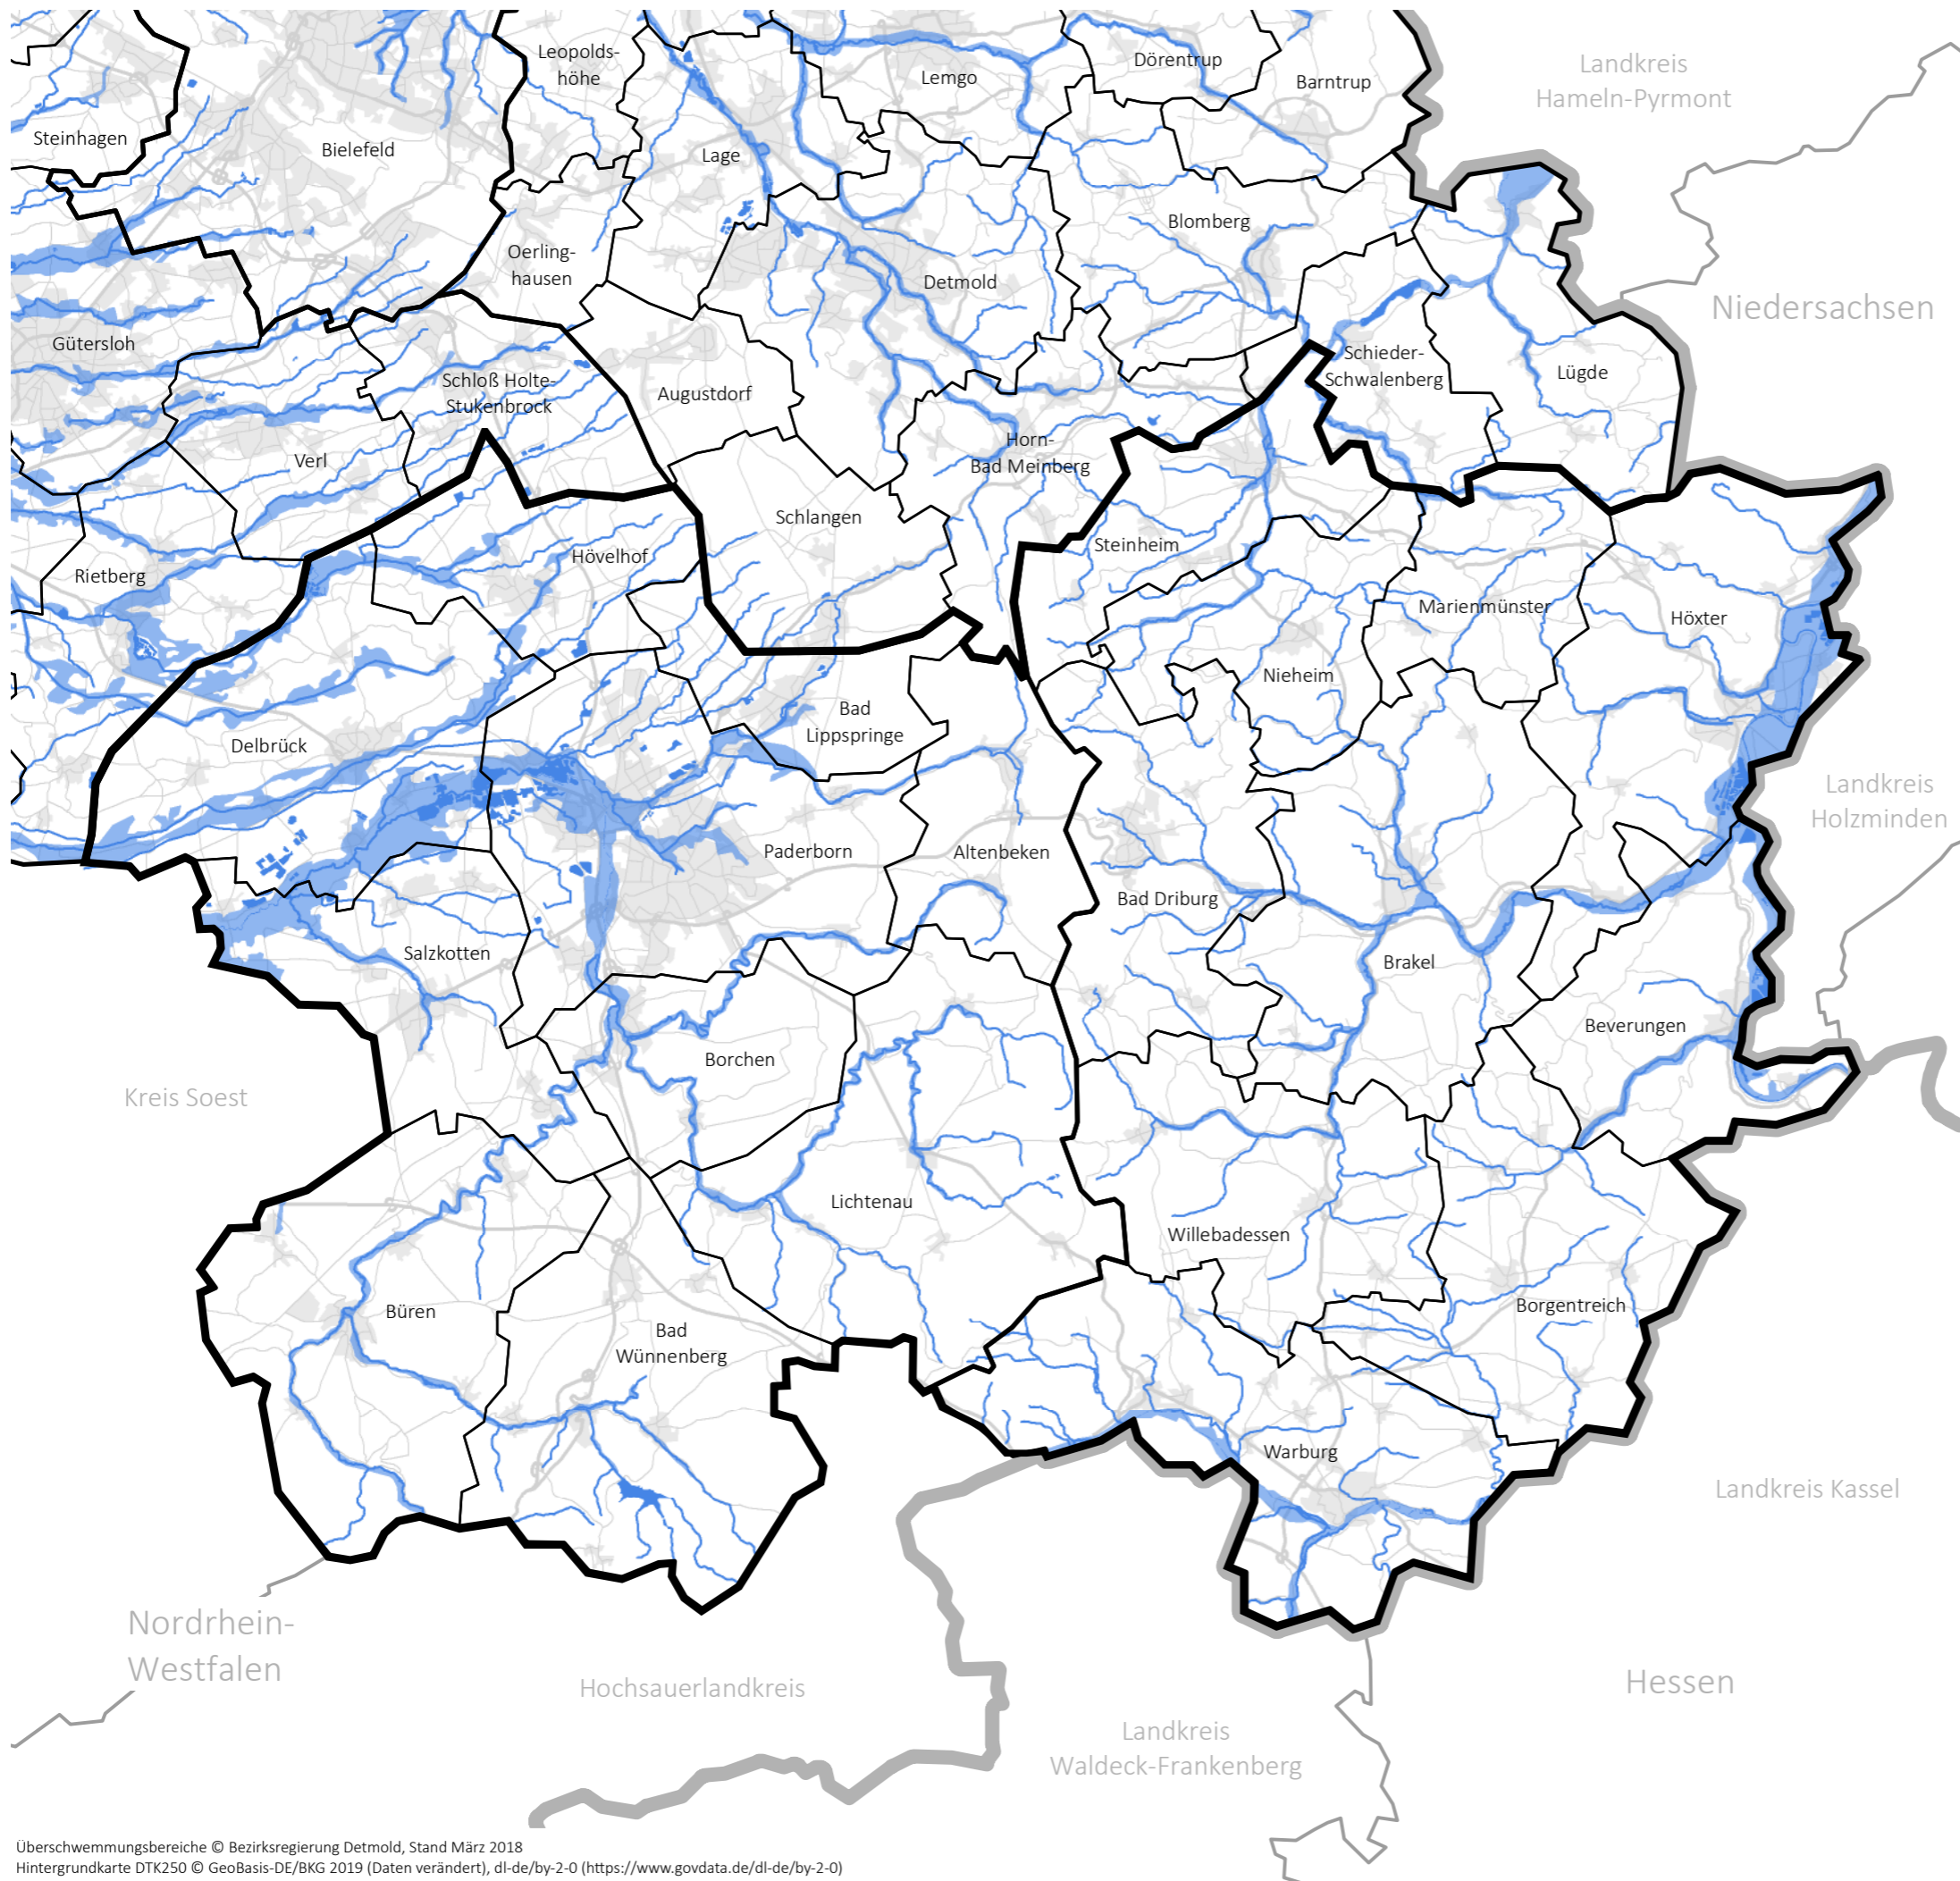 Leopolds-
höhe
Lemgo
Dörentrup
Barntrup
Landkreis
Hameln-Pyrmont
Steinhagen
Bielefeld
Lage
Oerling-
hausen
Blomberg
Detmold
Niedersachsen
Gütersloh
Schloß Holte-
Stukenbrock
Augustdorf
Schieder-
Schwalenberg
Lügde
Verl
Horn-
Bad Meinberg
Schlangen
Steinheim
Rietberg
Hövelhof
Marienmünster
Höxter
Nieheim
Delbrück
Bad
Lippspringe
Landkreis
Holzminden
Paderborn
Altenbeken
Bad Driburg
Salzkotten
Brakel
Beverungen
Kreis Soest
Borchen
Lichtenau
Willebadessen
Büren
Bad
Wünnenberg
Borgentreich
Warburg
Landkreis Kassel
Nordrhein-
Westfalen
Hochsauerlandkreis
Hessen
Landkreis
Waldeck-Frankenberg
Überschwemmungsbereiche © Bezirksregierung Detmold, Stand März 2018
Hintergrundkarte DTK250 © GeoBasis-DE/BKG 2019 (Daten verändert), dl-de/by-2-0 (https://www.govdata.de/dl-de/by-2-0)